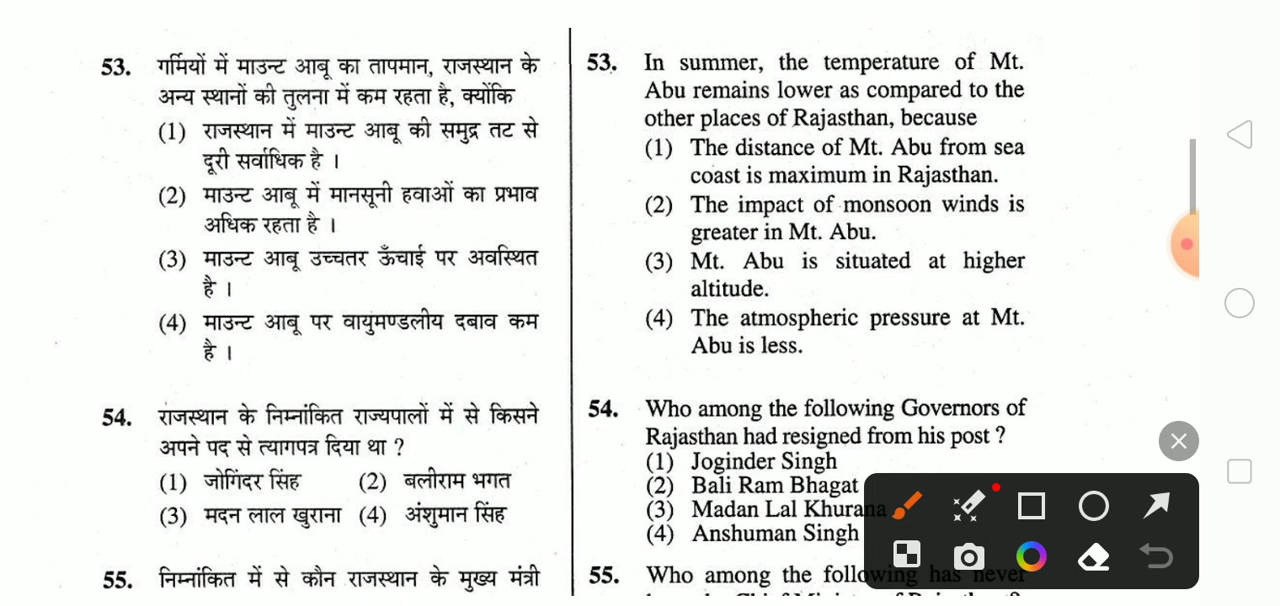 53. गर्मियों में माउन्ट आबू का तापमान, राजस्थान के
अन्य स्थानों की तुलना में कम रहता है, क्योंकि
(1) राजस्थान में माउन्ट आबू की समुद्र तट से
दूरी सर्वाधिक है ।
(2) माउन्ट आबू में मानसूनी हवाओं का प्रभाव
अधिक रहता है ।
(3) माउन्ट आबू उच्चतर ऊँचाई पर अवस्थित
है ।
(4) माउन्ट आबू पर वायुमण्डलीय दबाव कम
है ।
54. राजस्थान के निम्नांकित राज्यपालों में से किसने
अपने पद से त्यागपत्र दिया था ?
(1) जोगिंदर सिंह (2) बलीराम भगत
(3) मदन लाल खुराना (4) अंशुमान सिंह
55. निम्नांकित में से कौन राजस्थान के मुख्य मंत्री
53. In summer, the temperature of Mt.
Abu remains lower as compared to the
other places of Rajasthan, because
(1) The distance of Mt. Abu from sea
coast is maximum in Rajasthan.
(2) The impact of monsoon winds is
greater in Mt. Abu.
(3) Mt. Abu is situated at higher
altitude.
(4) The atmospheric pressure at Mt.
Abu is less.
54. Who among the following Governors of
Rajasthan had resigned from his post ?
(1) Joginder Singh
(2) Bali Ram Bhagat
(3) Madan Lal Khurana
(4) Anshuman Singh
55. Who among the following has never